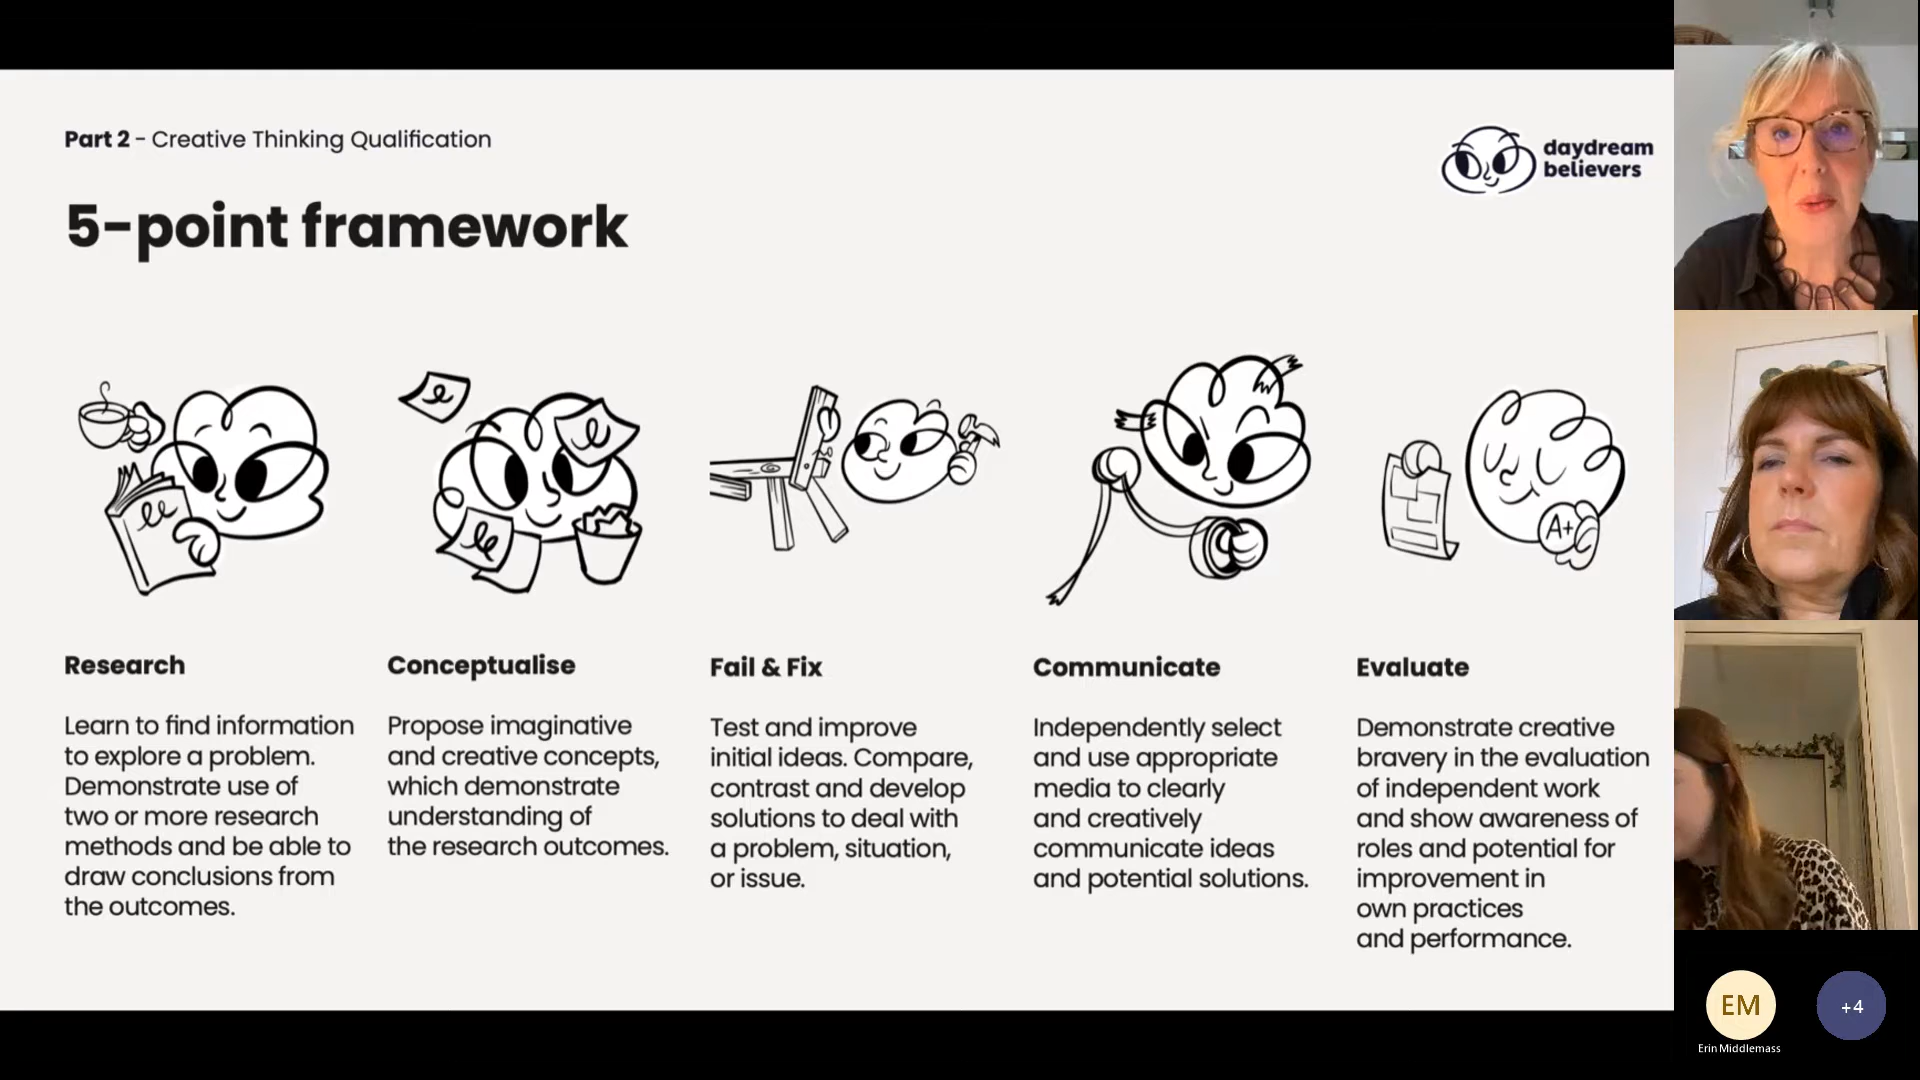 Part 2 - Creative Thinking Qualification
daydream
believers
5-point framework
A+
Research
Learn to find information
to explore a problem.
Demonstrate use of
two or more research
methods and be able to
draw conclusions from
the outcomes.
Conceptualise
Propose imaginative
and creative concepts,
which demonstrate
understanding of
the research outcomes.
Fail & Fix
Test and improve
initial ideas. Compare,
contrast and develop
solutions to deal with
a problem, situation,
or issue.
Communicate
Independently select
and use appropriate
media to clearly
and creatively
communicate ideas
and potential solutions.
Evaluate
Demonstrate creative
bravery in the evaluation
of independent work
and show awareness of
roles and potential for
improvement in
own practices
and performance.
EM
Erin Middlemass
+4